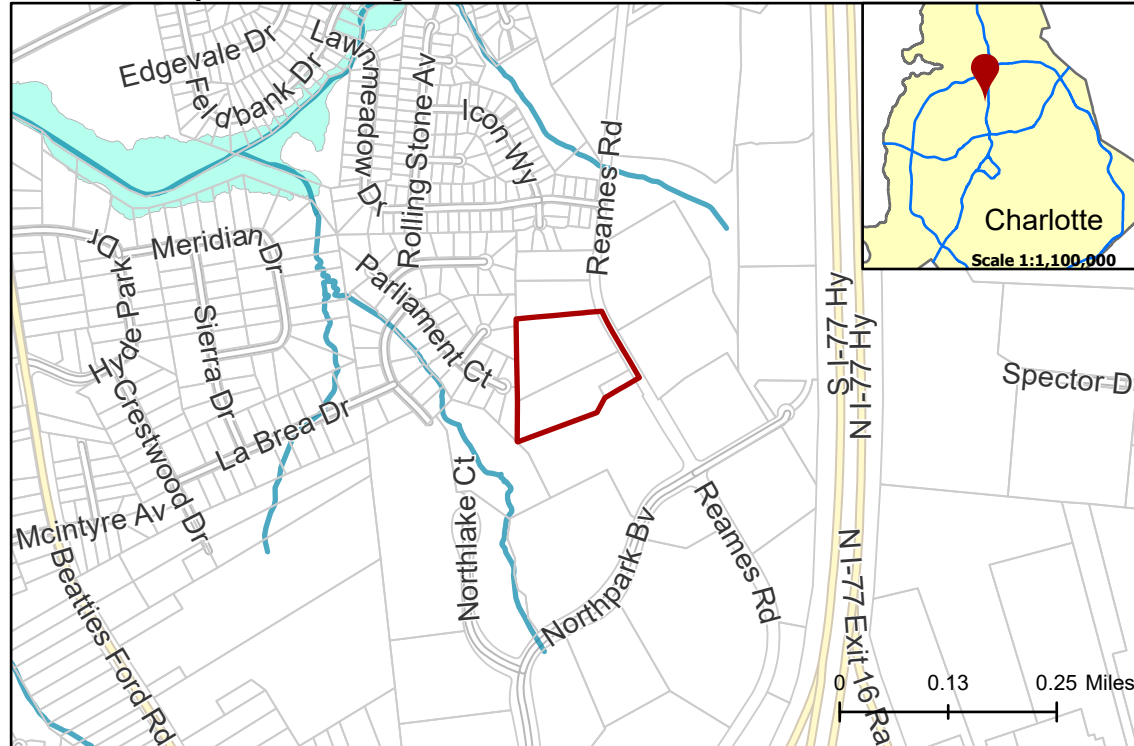 Edgevale Dr
Feldbank Dr
Lawnmeadow Dr
Rolling Stone Av
Icon Wy
Reames Rd
Charlotte
Scale 1:1,100,000
Hyde Park Dr
Meridian Dr
Sierra Dr
Parliament Ct
S I-77 Hy
N I-77 Hy
Spector D
Crestwood Dr
La Brea Dr
Mcintyre Av
Beatties Ford Rd
Northlake Ct
Northpark Bv
Reames Rd
N I-77 Exit 16 Ra
0 0.13 0.25 Miles